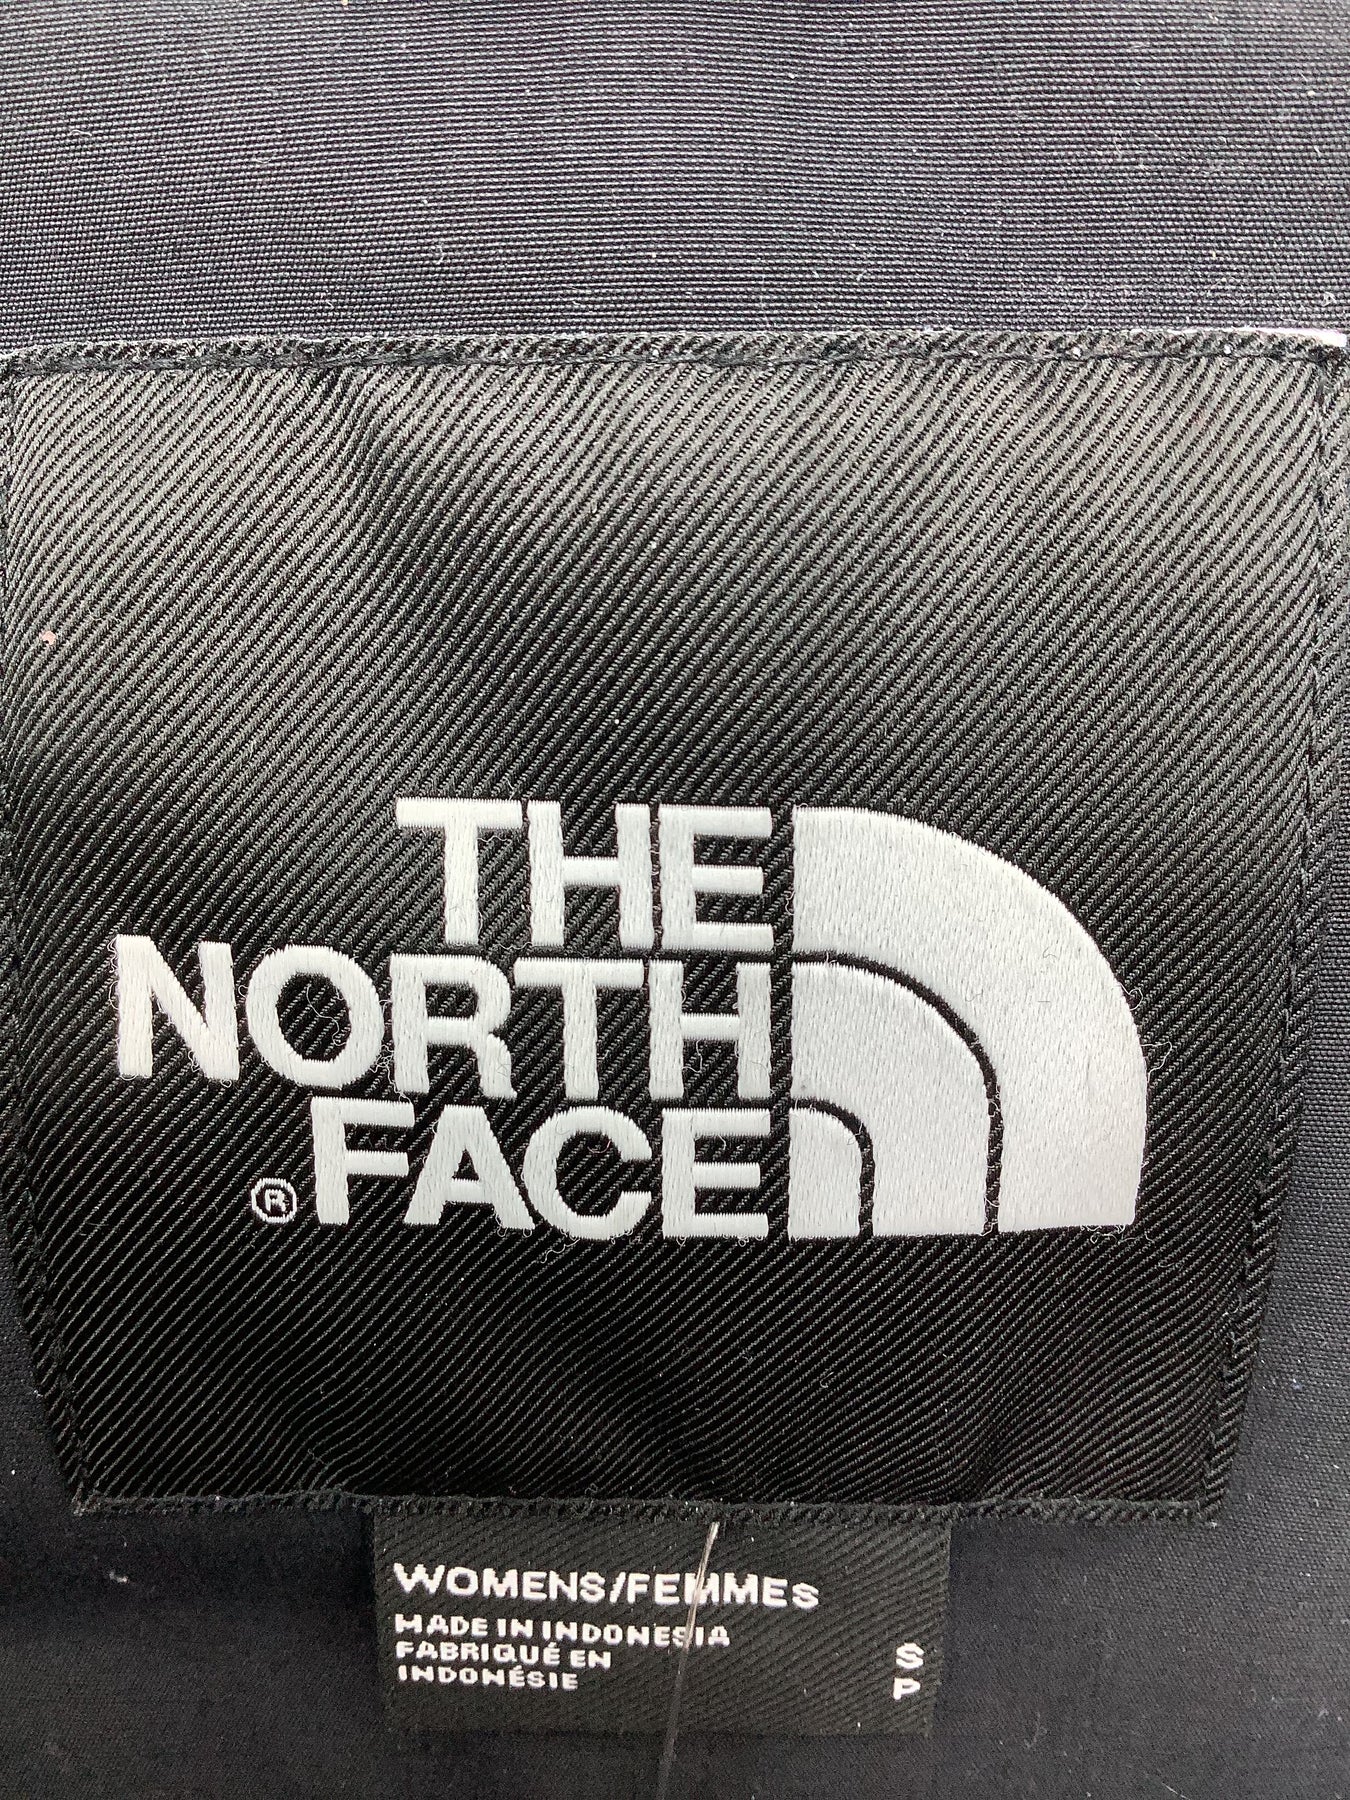 THE
NORTH
® FACE
WOMENS/FEMMES
MADE IN INDONESIA
FABRIQUÉ EN
INDONÉSIE
S
P